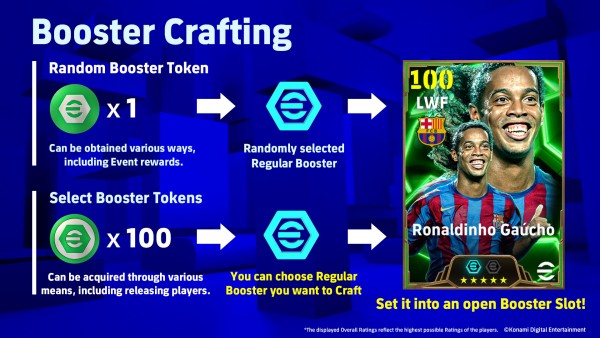 Booster Crafting
Random Booster Token
x 1
Can be obtained various ways,
including Event rewards.
Randomly selected
Regular Booster
Select Booster Tokens
x 100
Can be acquired through various
means, including releasing players.
You can choose Regular
Booster you want to Craft
100
LWF
FCB
Ronaldinho Gaúcho
Set it into an open Booster Slot!
*The displayed Overall Ratings reflect the highest possible Ratings of the players.
©Konami Digital Entertainment